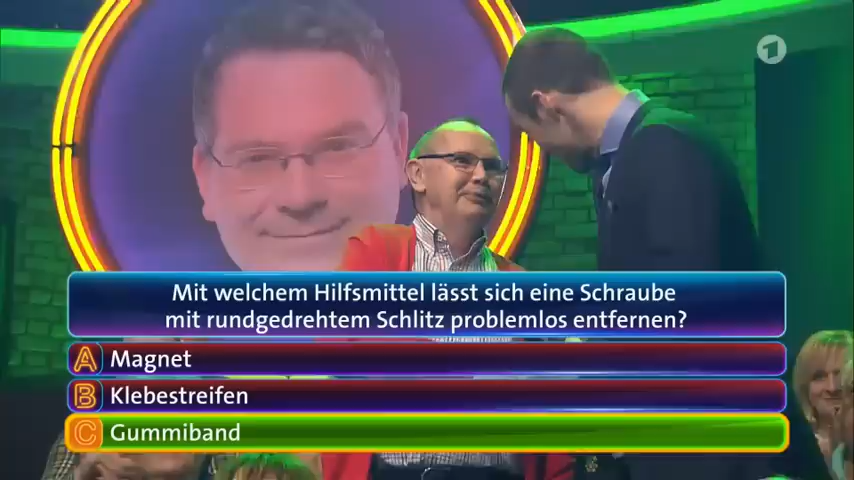 1
Mit welchem Hilfsmittel lässt sich eine Schraube
mit rundgedrehtem Schlitz problemlos entfernen?
A Magnet
B Klebestreifen
C Gummiband